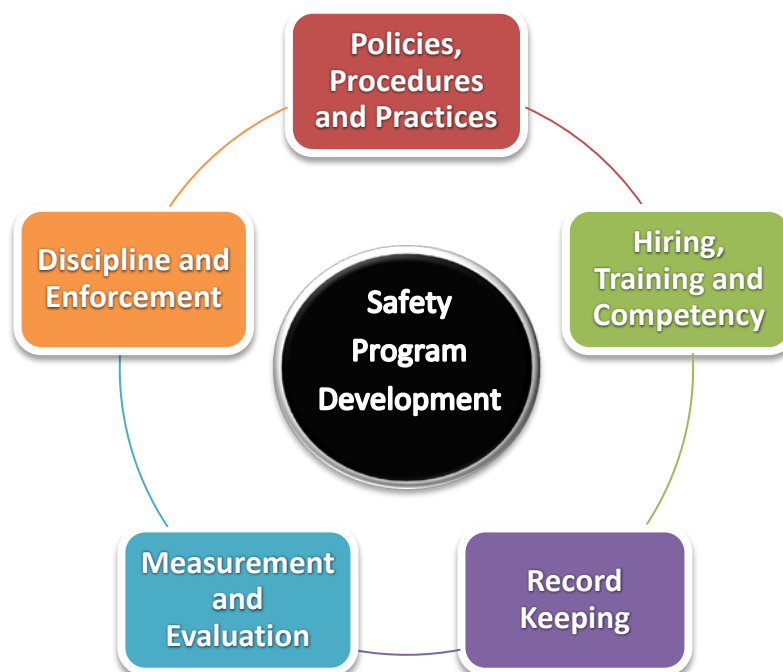 Policies,
Procedures
and Practices
Hiring,
Training and
Competency
Record
Keeping
Measurement
and
Evaluation
Discipline and
Enforcement
Safety
Program
Development